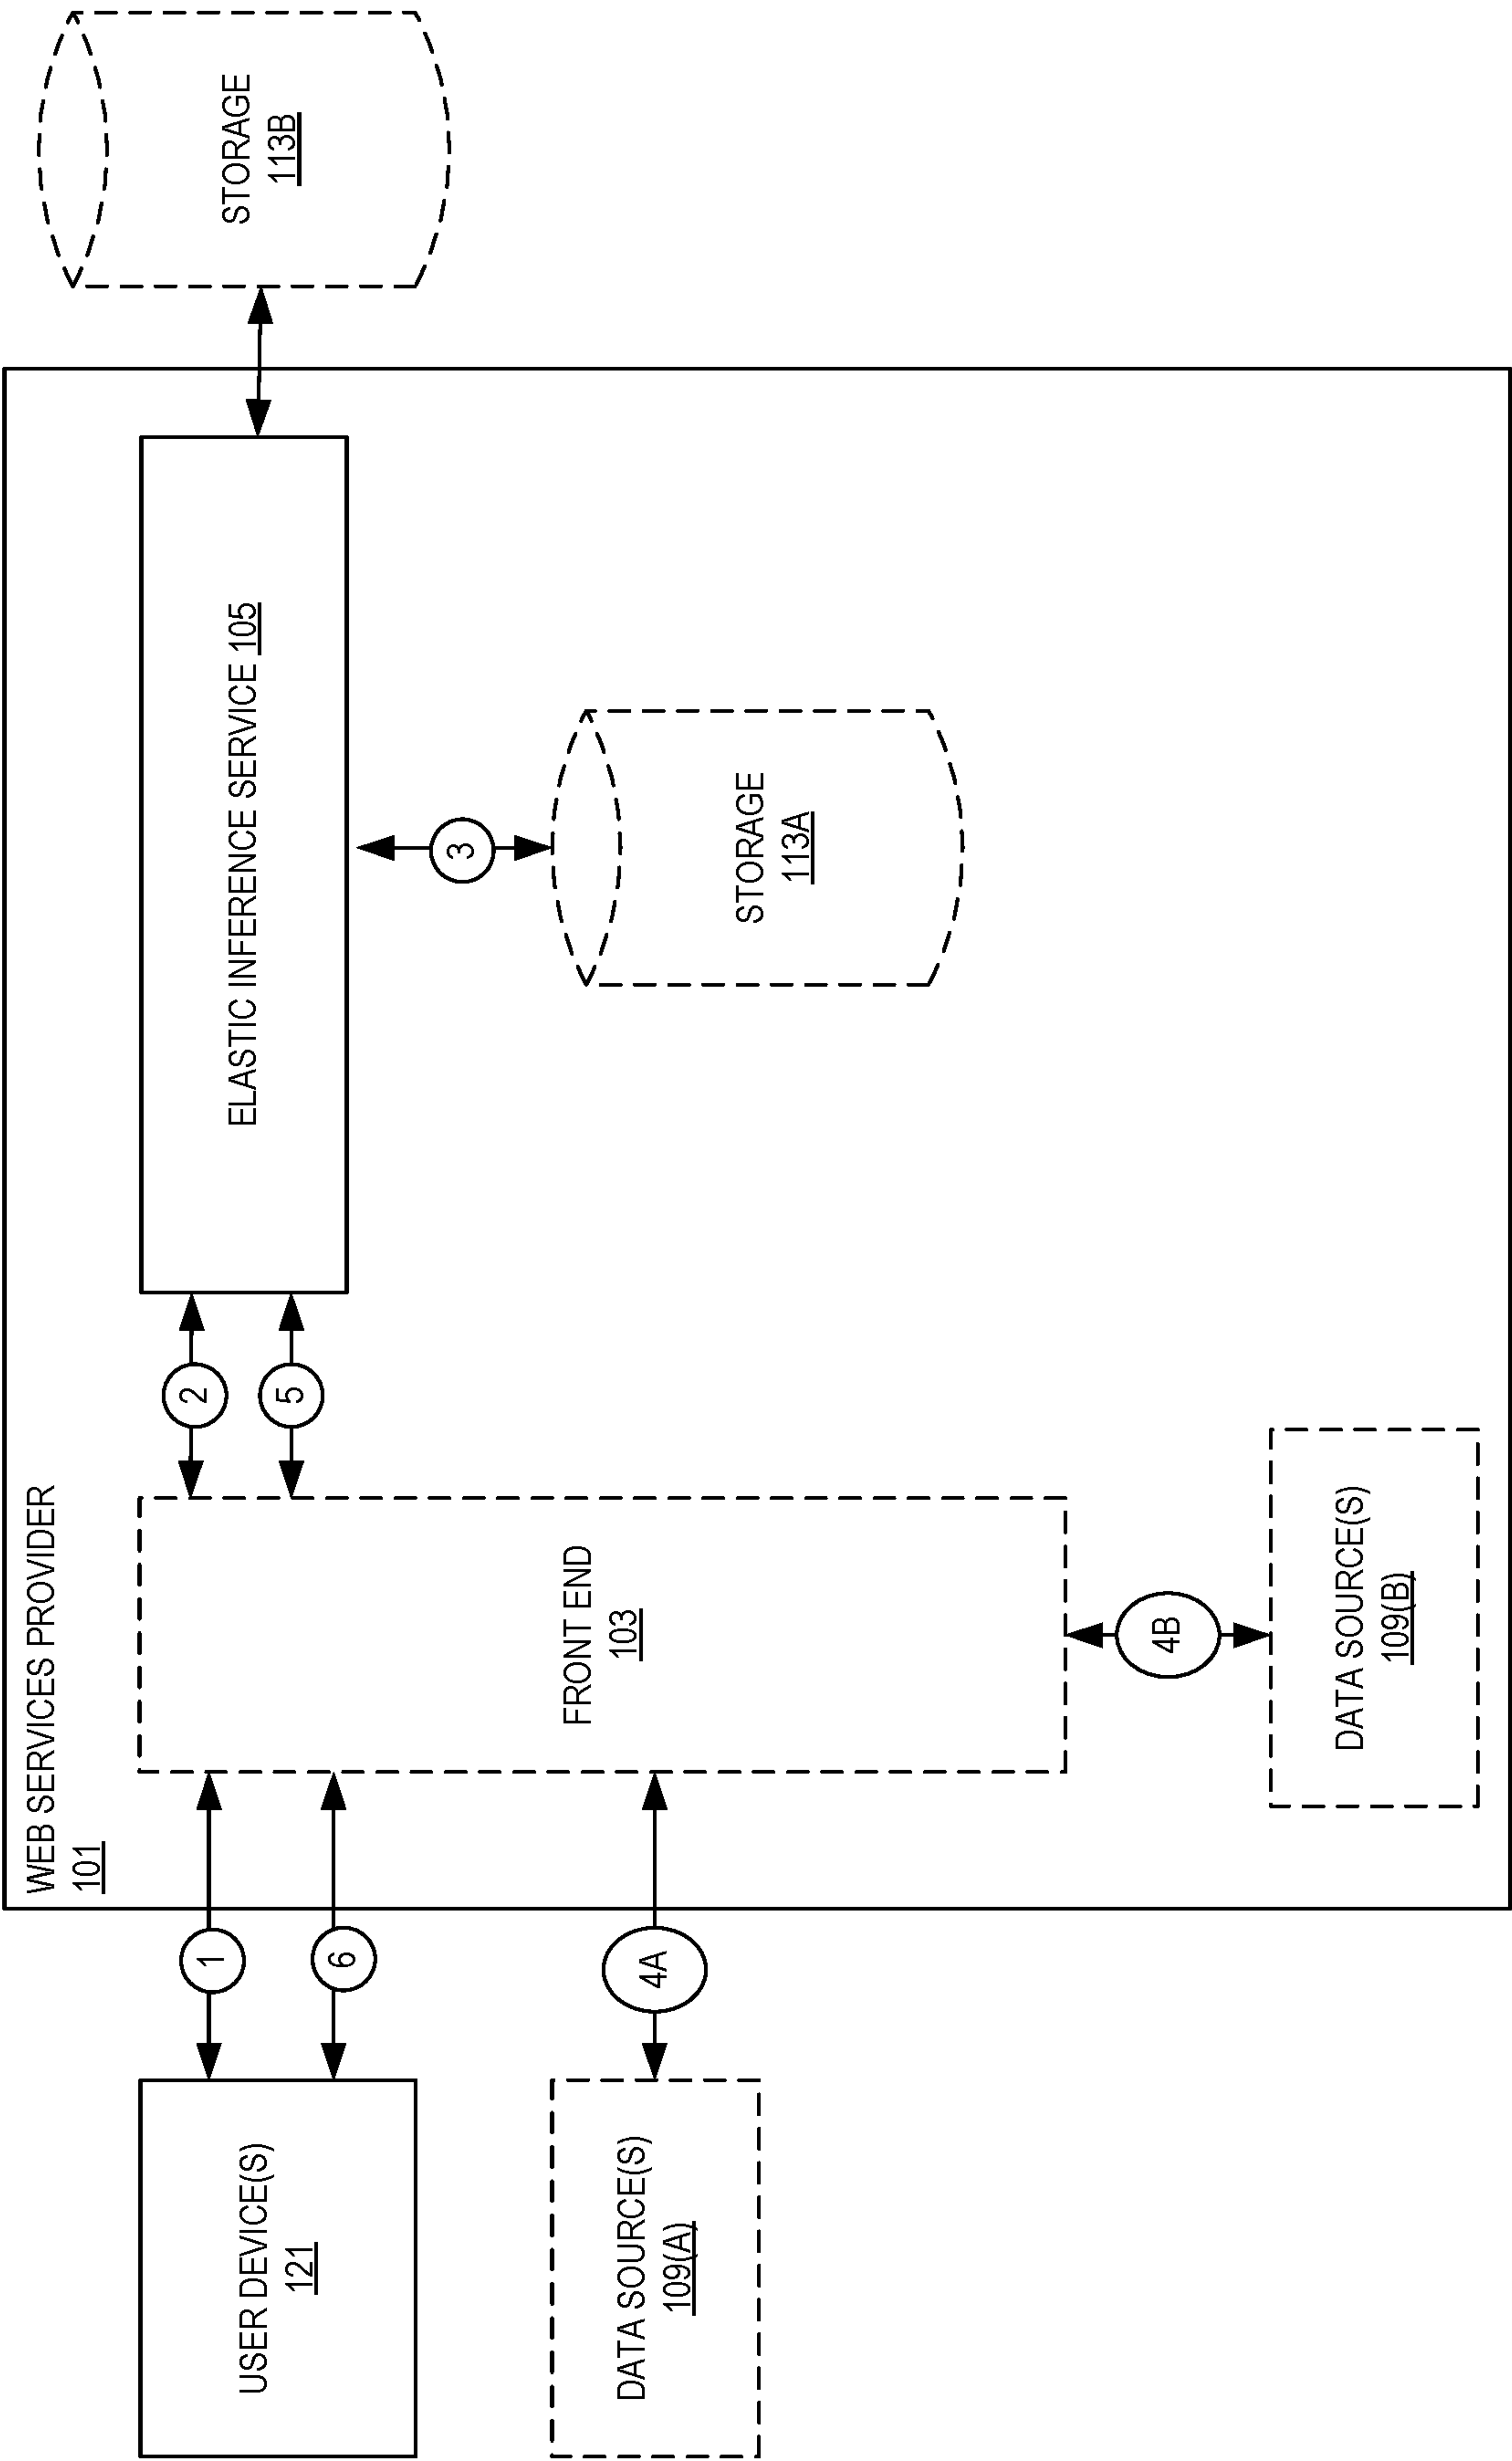 WEB SERVICES PROVIDER
101
USER DEVICE(S)
121
1
6
DATA SOURCE(S)
109(A)
4A
FRONT END
103
2
5
4B
DATA SOURCE(S)
109(B)
ELASTIC INFERENCE SERVICE 105
3
STORAGE
113A
STORAGE
113B